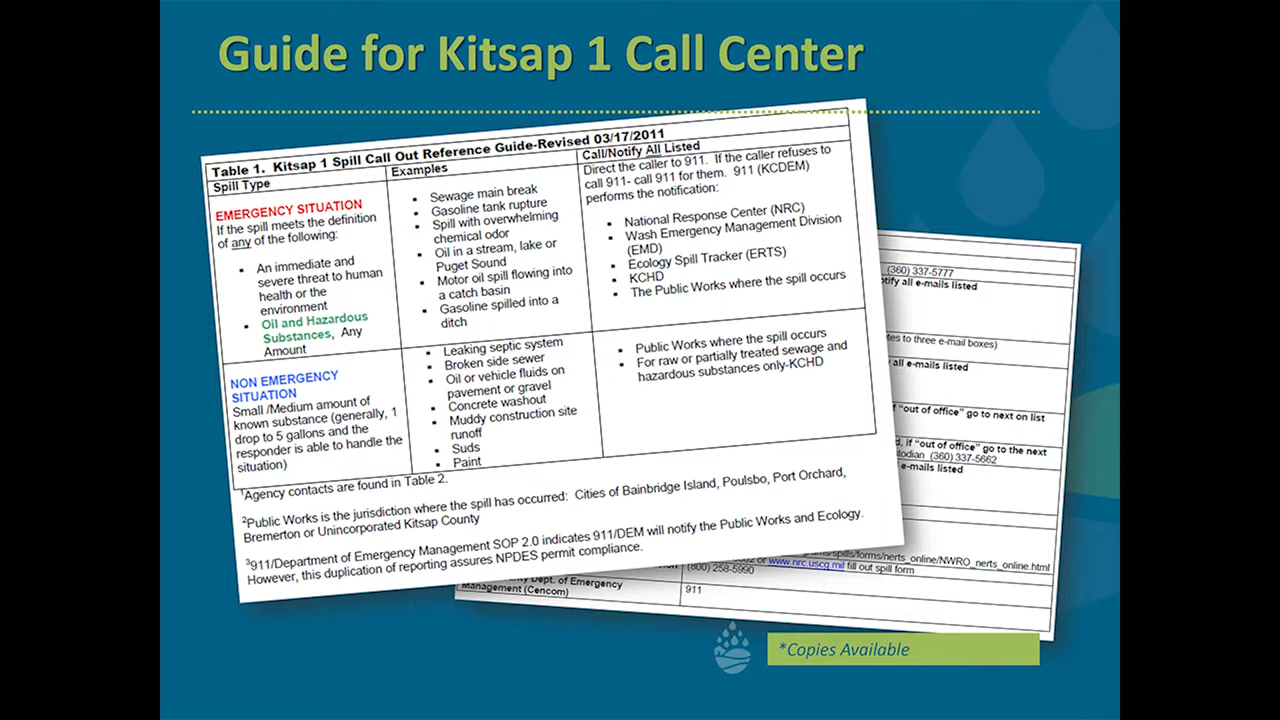 Guide for Kitsap 1 Call Center
Table 1. Kitsap 1 Spill Call Out Reference Guide-Revised 03/17/2011
Spill Type
Examples
Call/Notify All Listed
EMERGENCY SITUATION
If the spill meets the definition
of any of the following:
▪ An immediate and
severe threat to human
health or the
environment
▪ Oil and Hazardous
Substances, Any
Amount
▪ Sewage main break
▪ Gasoline tank rupture
▪ Spill with overwhelming
chemical odor
▪ Oil in a stream, lake or
Puget Sound
▪ Motor oil spill flowing into
a catch basin
▪ Gasoline spilled into a
ditch
Direct the caller to 911. If the caller refuses to
call 911- call 911 for them. 911 (KCDEM)
performs the notification:
▪ National Response Center (NRC)
▪ Wash Emergency Management Division
(EMD)
▪ Ecology Spill Tracker (ERTS)
▪ KCHD
▪ The Public Works where the spill occurs
NON EMERGENCY
SITUATION
Small /Medium amount of
known substance (generally, 1
drop to 5 gallons and the
responder is able to handle the
situation)
▪ Leaking septic system
▪ Broken side sewer
▪ Oil or vehicle fluids on
pavement or gravel
▪ Concrete washout
▪ Muddy construction site
runoff
▪ Suds
▪ Paint
▪ Public Works where the spill occurs
▪ For raw or partially treated sewage and
hazardous substances only-KCHD
1Agency contacts are found in Table 2.
2Public Works is the jurisdiction where the spill has occurred: Cities of Bainbridge Island, Poulsbo, Port Orchard,
Bremerton or Unincorporated Kitsap County
3911/Department of Emergency Management SOP 2.0 indicates 911/DEM will notify the Public Works and Ecology.
However, this duplication of reporting assures NPDES permit compliance.
(360) 337-5777
all e-mails listed
to three e-mail boxes)
all e-mails listed
"out of office" go to next on list
if "out of office" go to the next
(360) 337-5662
e-mails listed
/spills/forms/nerts_online/NWRO_nerts_online.html
or www.nrc.uscg.mil fill out spill form
(800) 258-5990
Dept. of Emergency
Management (Cencom)
911
*Copies Available